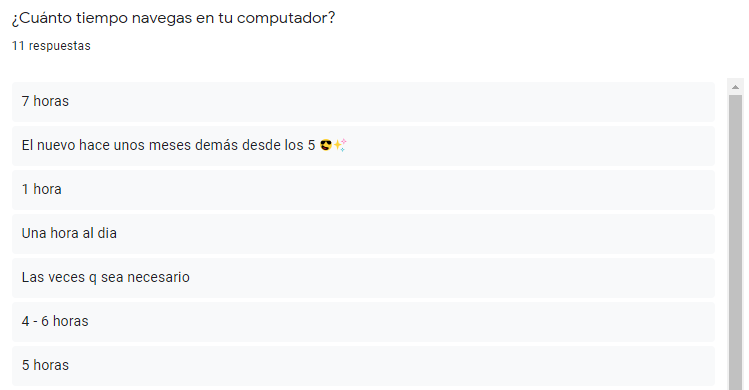 ¿Cuánto tiempo navegas en tu computador?
11 respuestas
7 horas
El nuevo hace unos meses demás desde los 5 😎✨
1 hora
Una hora al dia
Las veces q sea necesario
4 - 6 horas
5 horas